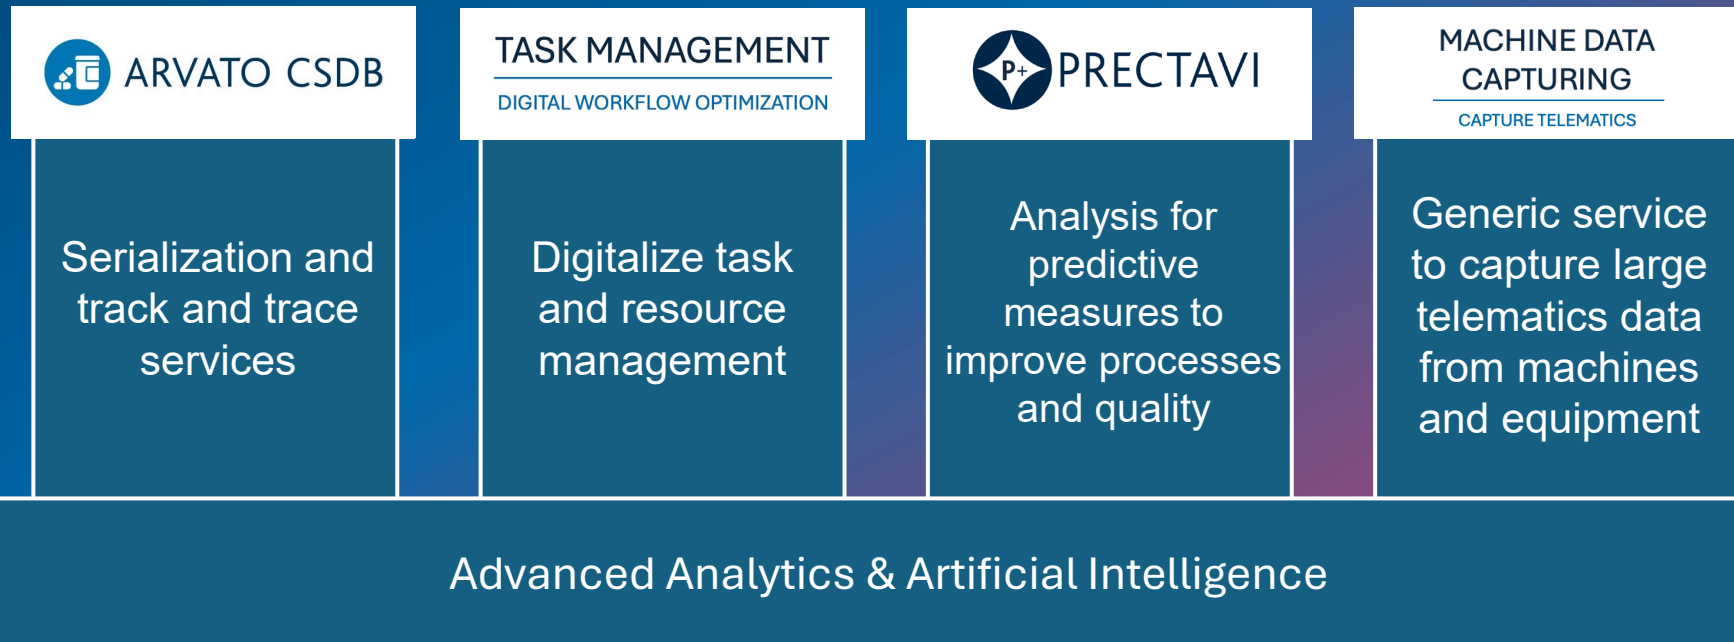 ARVATO CSDB
Serialization and
track and trace
services
TASK MANAGEMENT
DIGITAL WORKFLOW OPTIMIZATION
Digitalize task
and resource
management
P+
PRECTAVI
Analysis for
predictive
measures to
improve processes
and quality
MACHINE DATA
CAPTURING
CAPTURE TELEMATICS
Generic service
to capture large
telematics data
from machines
and equipment
Advanced Analytics & Artificial Intelligence